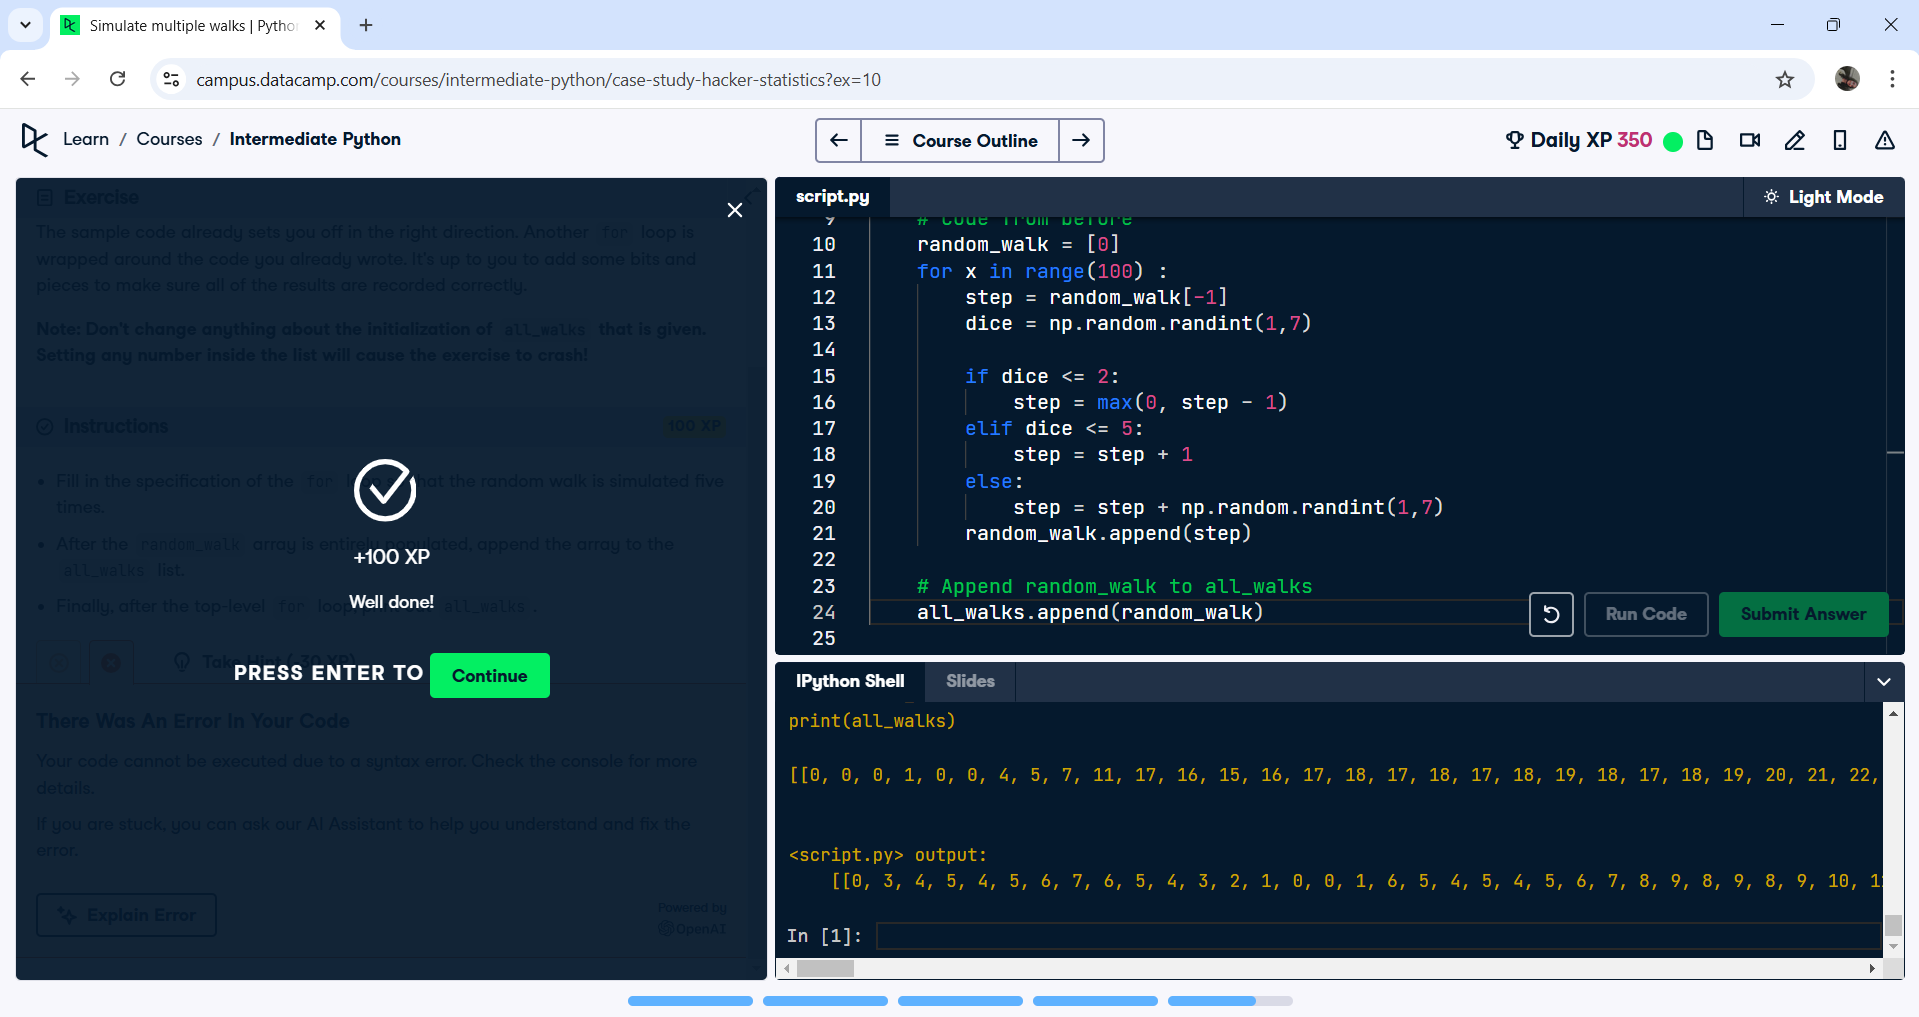 Simulate multiple walks | Pytho
campus.datacamp.com/courses/intermediate-python/case-study-hacker-statistics?ex=10
Learn / Courses / Intermediate Python
Course Outline
Daily XP 350
Exercise
The sample code already sets you off in the right direction. Another for loop is
wrapped around the code you already wrote. It's up to you to add some bits and
pieces to make sure all of the results are recorded correctly.
Note: Don't change anything about the initialization of all_walks that is given.
Setting any number inside the list will cause the exercise to crash!
Instructions
100 XP
• Fill in the specification of the for that the random walk is simulated five
times.
• After the random_walk array is entirely populated, append the array to the
all_walks list.
• Finally, after the top-level for loop, all_walks .
+100 XP
Well done!
Take Hint (-30 XP)
PRESS ENTER TO Continue
There Was An Error In Your Code
Your code cannot be executed due to a syntax error. Check the console for more
details.
If you are stuck, you can ask our AI Assistant to help you understand and fix the
error.
Explain Error
Powered by
OpenAI
script.py
Light Mode
9 # Code from before
10 random_walk = [0]
11 for x in range(100) :
12 step = random_walk[-1]
13 dice = np.random.randint(1,7)
14
15 if dice <= 2:
16 step = max(0, step - 1)
17 elif dice <= 5:
18 step = step + 1
19 else:
20 step = step + np.random.randint(1,7)
21 random_walk.append(step)
22
23 # Append random_walk to all_walks
24 all_walks.append(random_walk)
25
Run Code
Submit Answer
IPython Shell
Slides
print(all_walks)
[[0, 0, 0, 1, 0, 0, 4, 5, 7, 11, 17, 16, 15, 16, 17, 18, 17, 18, 17, 18, 19, 18, 17, 18, 19, 20, 21, 22,
<script.py> output:
[[0, 3, 4, 5, 4, 5, 6, 7, 6, 5, 4, 3, 2, 1, 0, 0, 1, 6, 5, 4, 5, 4, 5, 6, 7, 8, 9, 8, 9, 8, 9, 10,
In [1]: